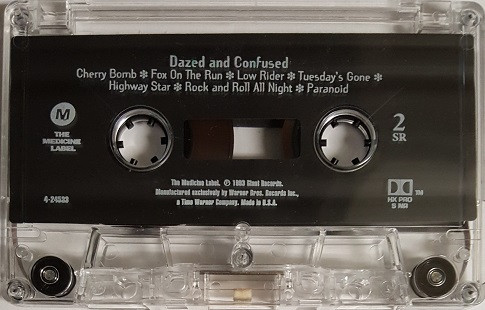 Dazed and Confused
Cherry Bomb ✽ Fox On The Run ✽ Low Rider ✽ Tuesday's Gone ✽
Highway Star ✽ Rock and Roll All Night ✽ Paranoid
M
THE
MEDICINE
LABEL
2
SR
4-24533
The Medicine Label. ℗ 1993 Giant Records.
Manufactured exclusively by Warner Bros. Records Inc.,
a Time Warner Company. Made in U.S.A.
TM
HX PRO
B NR